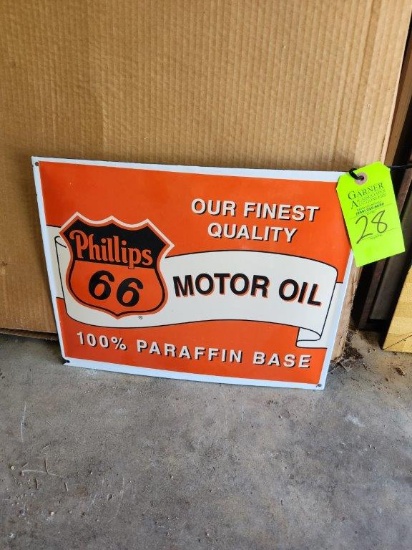 OUR FINEST
QUALITY
Phillips
66
®
MOTOR OIL
100% PARAFFIN BASE
GARNER
28